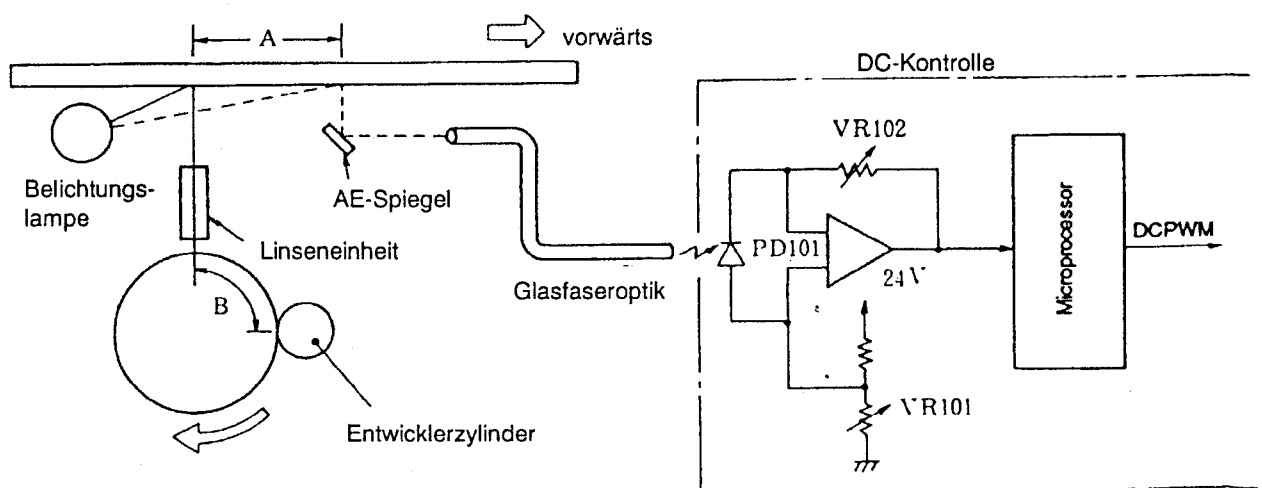 A
vorwärts
DC-Kontrolle
VR102
Belichtungs-
lampe
AE-Spiegel
Linseneinheit
PD101
24V
Microprocessor
DCPWM
Glasfaseroptik
B
VR101
Entwicklerzylinder